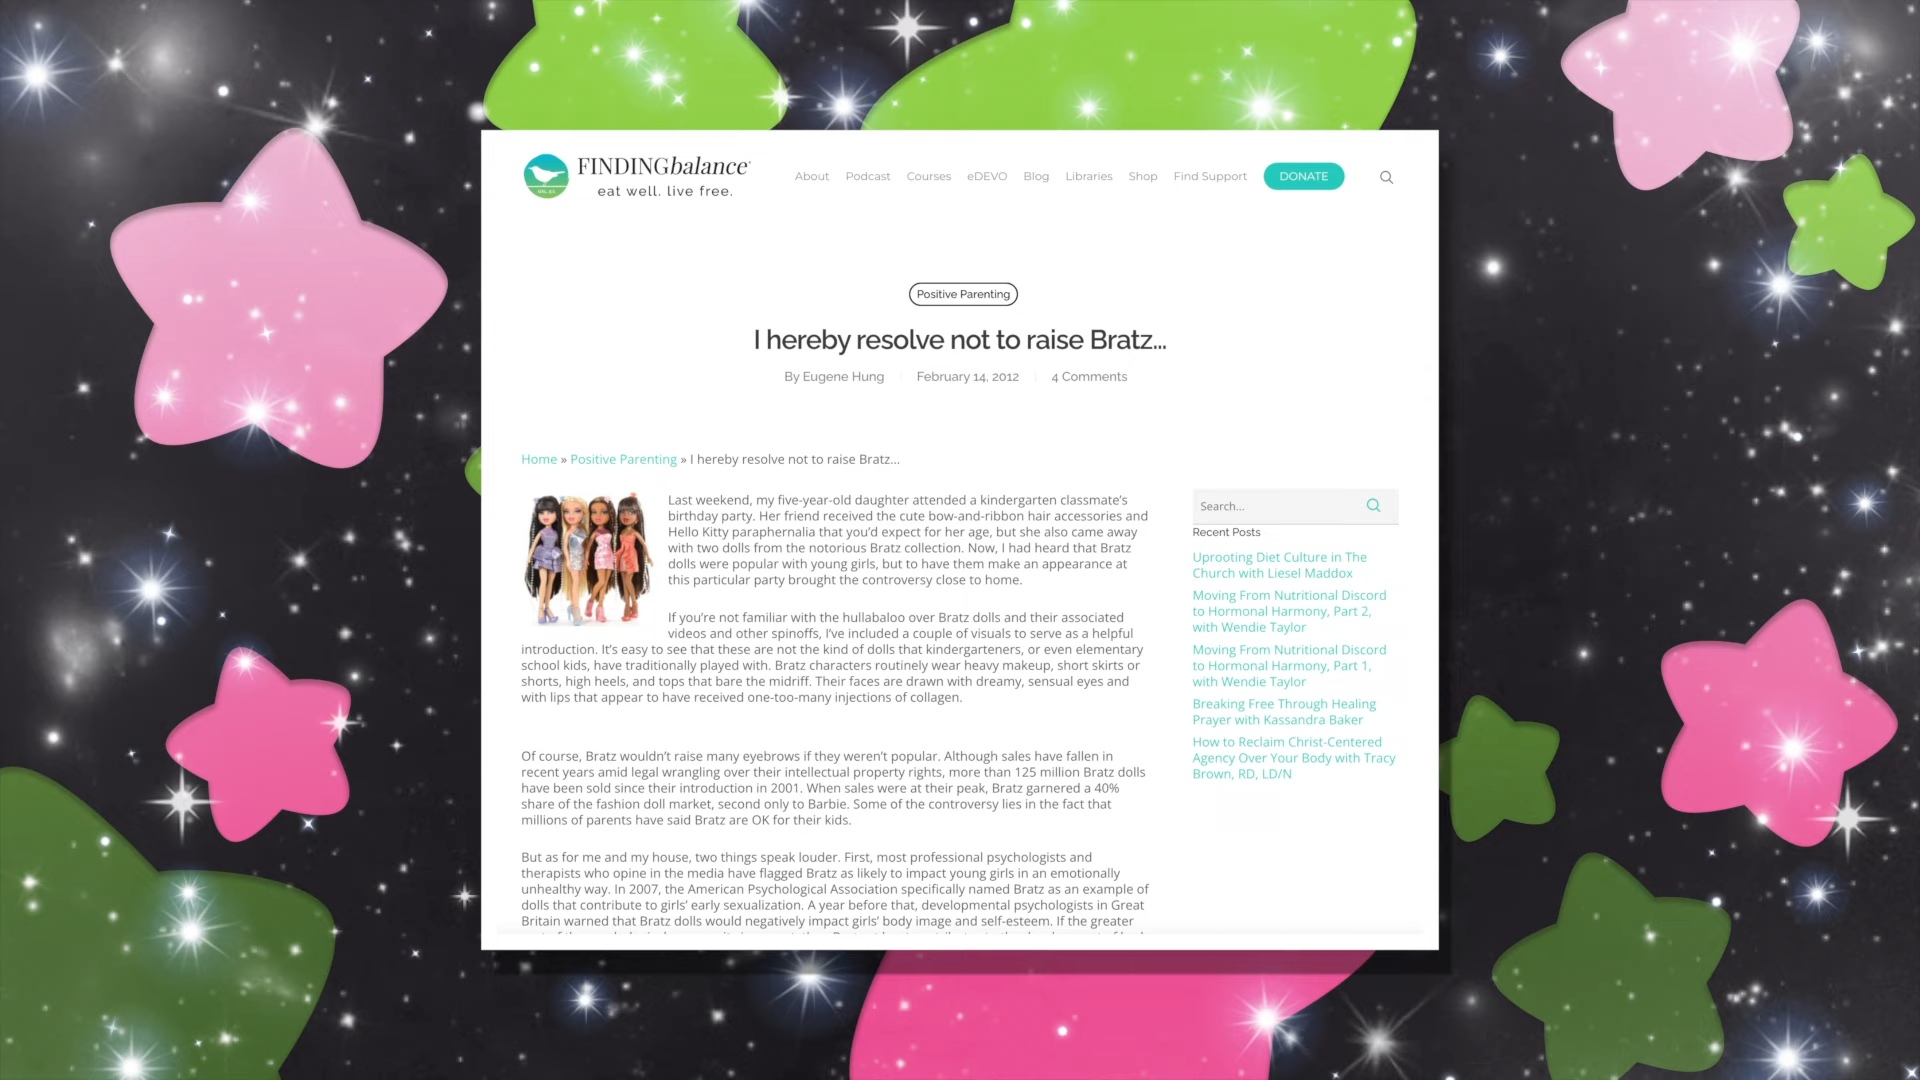 FINDINGbalance
eat well. live free.
About Podcast Courses eDEVO Blog Libraries Shop Find Support DONATE
Positive Parenting
I hereby resolve not to raise Bratz...
By Eugene Hung February 14, 2012 4 Comments
Home » Positive Parenting » I hereby resolve not to raise Bratz...
Last weekend, my five-year-old daughter attended a kindergarten classmate's
birthday party. Her friend received the cute bow-and-ribbon hair accessories and
Hello Kitty paraphernalia that you'd expect for her age, but she also came away
with two dolls from the notorious Bratz collection. Now, I had heard that Bratz
dolls were popular with young girls, but to have them make an appearance at
this particular party brought the controversy close to home.
If you're not familiar with the hullabaloo over Bratz dolls and their associated
videos and other spinoffs, I've included a couple of visuals to serve as a helpful
introduction. It's easy to see that these are not the kind of dolls that kindergarteners, or even elementary
school kids, have traditionally played with. Bratz characters routinely wear heavy makeup, short skirts or
shorts, high heels, and tops that bare the midriff. Their faces are drawn with dreamy, sensual eyes and
with lips that appear to have received one-too-many injections of collagen.
Of course, Bratz wouldn't raise many eyebrows if they weren't popular. Although sales have fallen in
recent years amid legal wrangling over their intellectual property rights, more than 125 million Bratz dolls
have been sold since their introduction in 2001. When sales were at their peak, Bratz garnered a 40%
share of the fashion doll market, second only to Barbie. Some of the controversy lies in the fact that
millions of parents have said Bratz are OK for their kids.
But as for me and my house, two things speak louder. First, most professional psychologists and
therapists who opine in the media have flagged Bratz as likely to impact young girls in an emotionally
unhealthy way. In 2007, the American Psychological Association specifically named Bratz as an example of
dolls that contribute to girls' early sexualization. A year before that, developmental psychologists in Great
Britain warned that Bratz dolls would negatively impact girls' body image and self-esteem. If the greater
Search...
Recent Posts
Uprooting Diet Culture in The
Church with Liesel Maddox
Moving From Nutritional Discord
to Hormonal Harmony, Part 2,
with Wendie Taylor
Moving From Nutritional Discord
to Hormonal Harmony, Part 1,
with Wendie Taylor
Breaking Free Through Healing
Prayer with Kassandra Baker
How to Reclaim Christ-Centered
Agency Over Your Body with Tracy
Brown, RD, LD/N